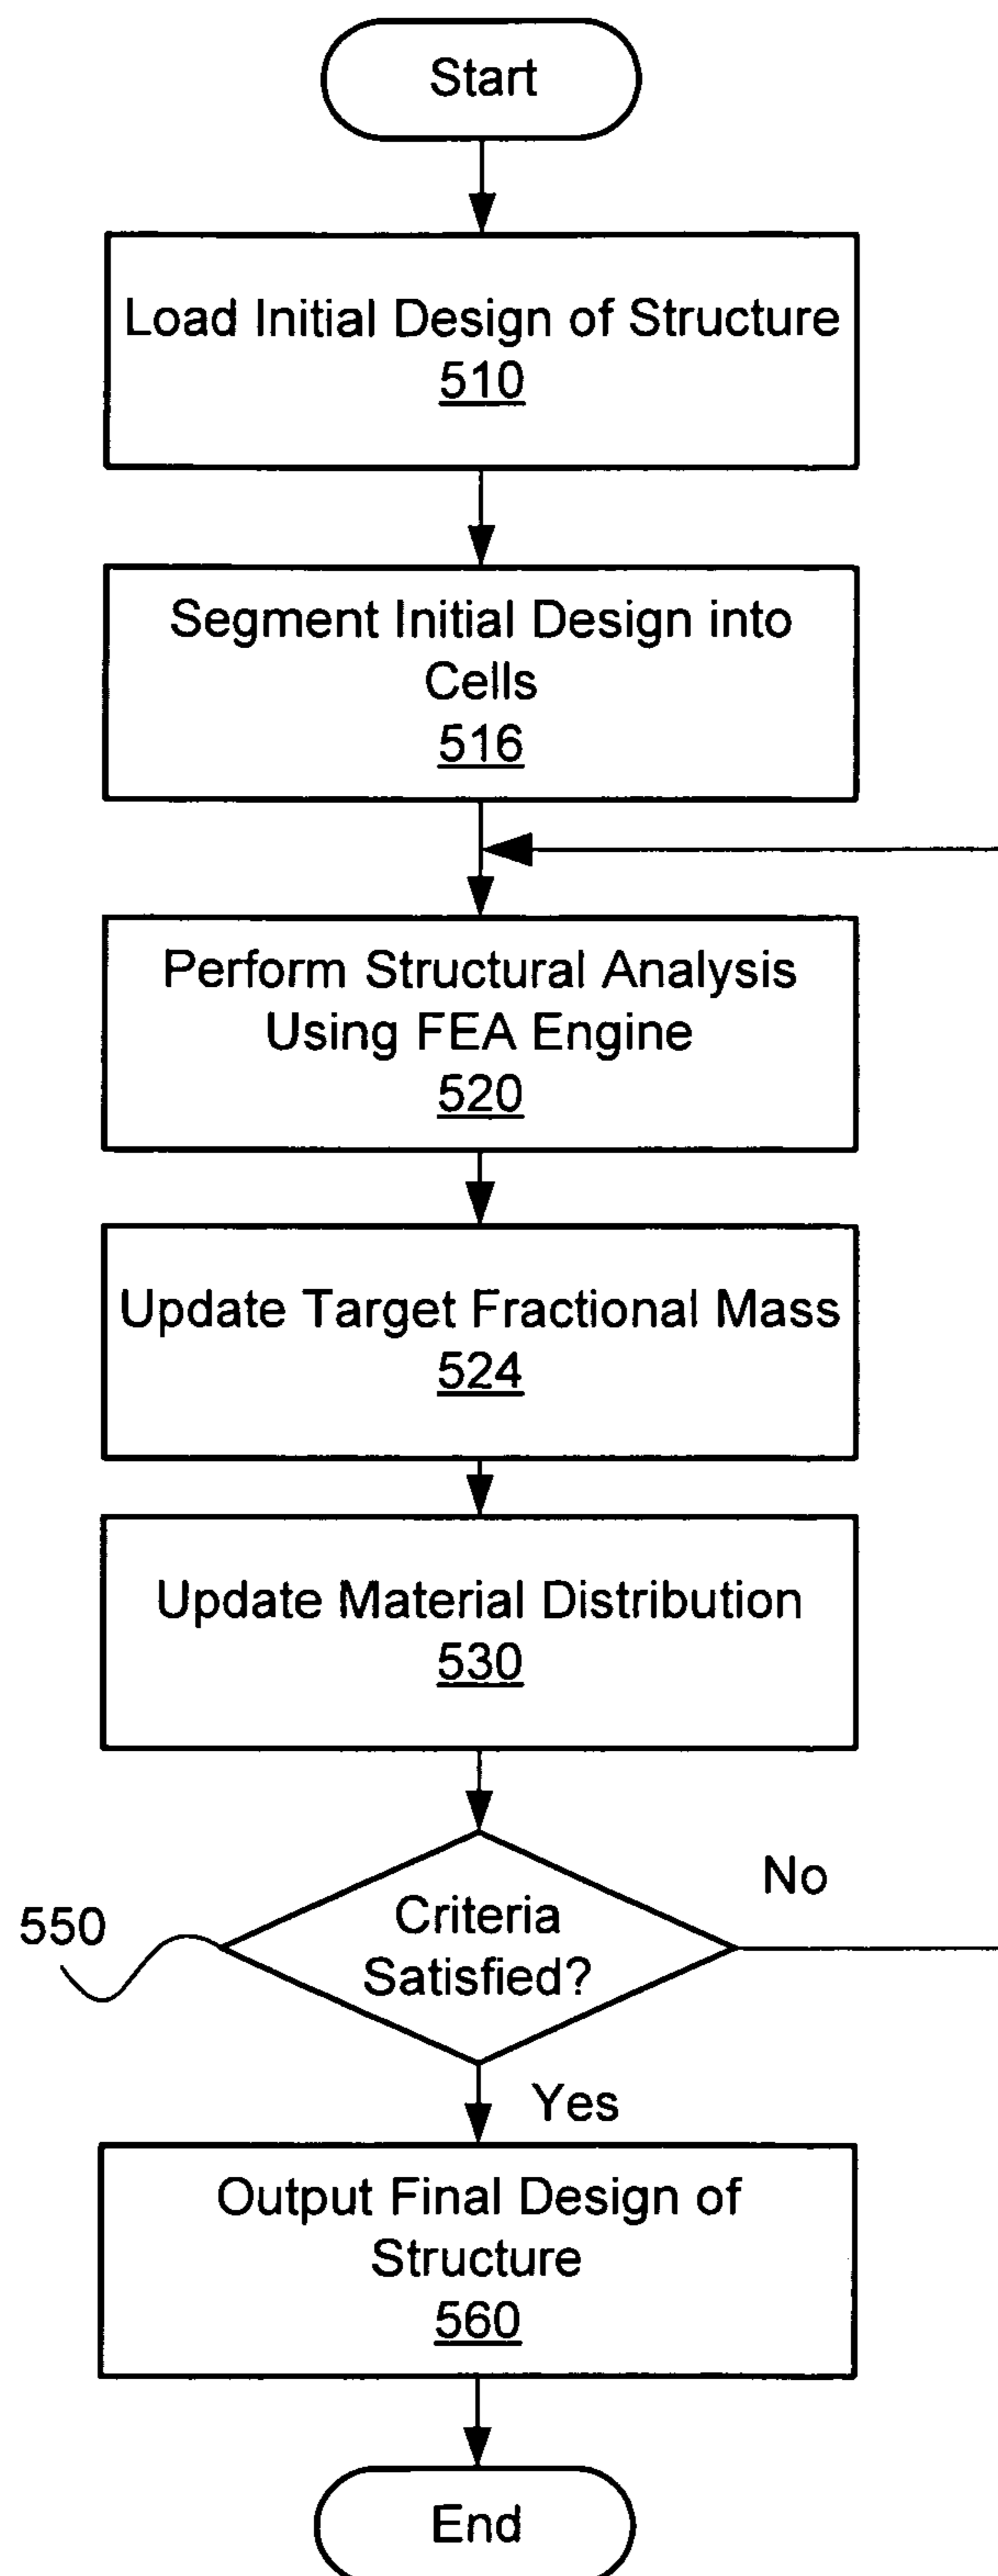 Start
Load Initial Design of Structure
510
Segment Initial Design into
Cells
516
Perform Structural Analysis
Using FEA Engine
520
Update Target Fractional Mass
524
Update Material Distribution
530
No
550
Criteria
Satisfied?
Yes
Output Final Design of
Structure
560
End